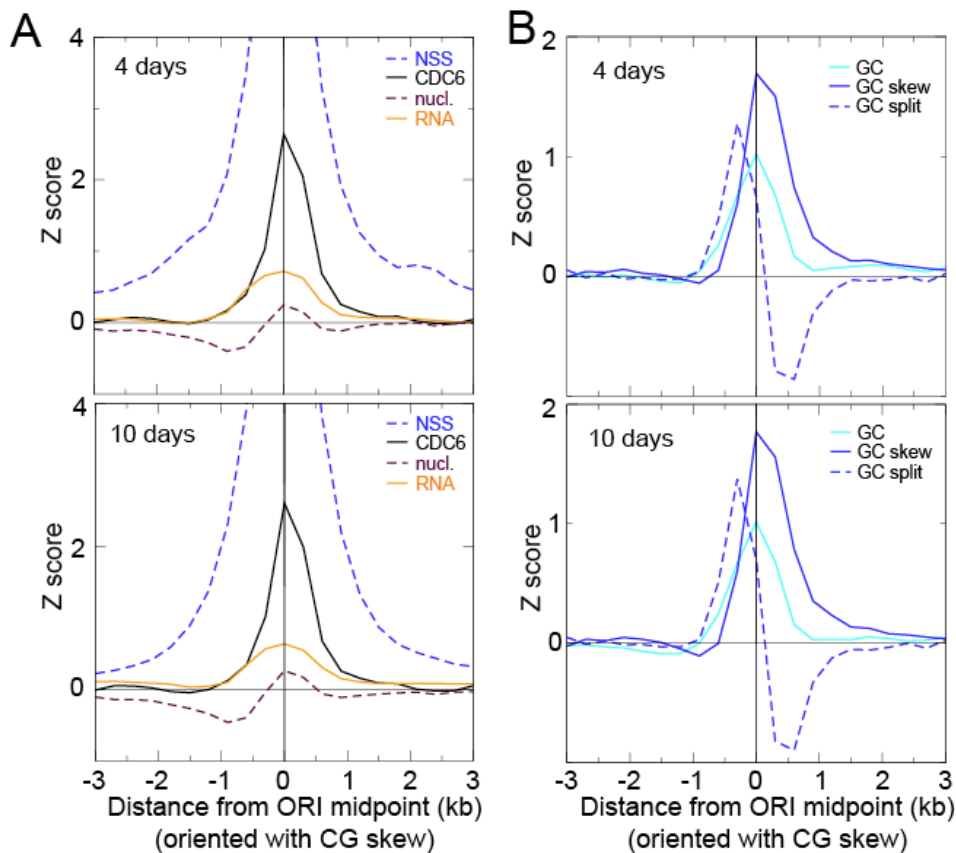 A
4 days
NSS
CDC6
nucl.
RNA
4
2
0
Z score
10 days
NSS
CDC6
nucl.
RNA
4
2
0
Z score
-3 -2 -1 0 1 2 3
Distance from ORI midpoint (kb)
(oriented with CG skew)
B
4 days
GC
GC skew
GC split
2
1
0
Z score
10 days
GC
GC skew
GC split
2
1
0
Z score
-3 -2 -1 0 1 2 3
Distance from ORI midpoint (kb)
(oriented with CG skew)